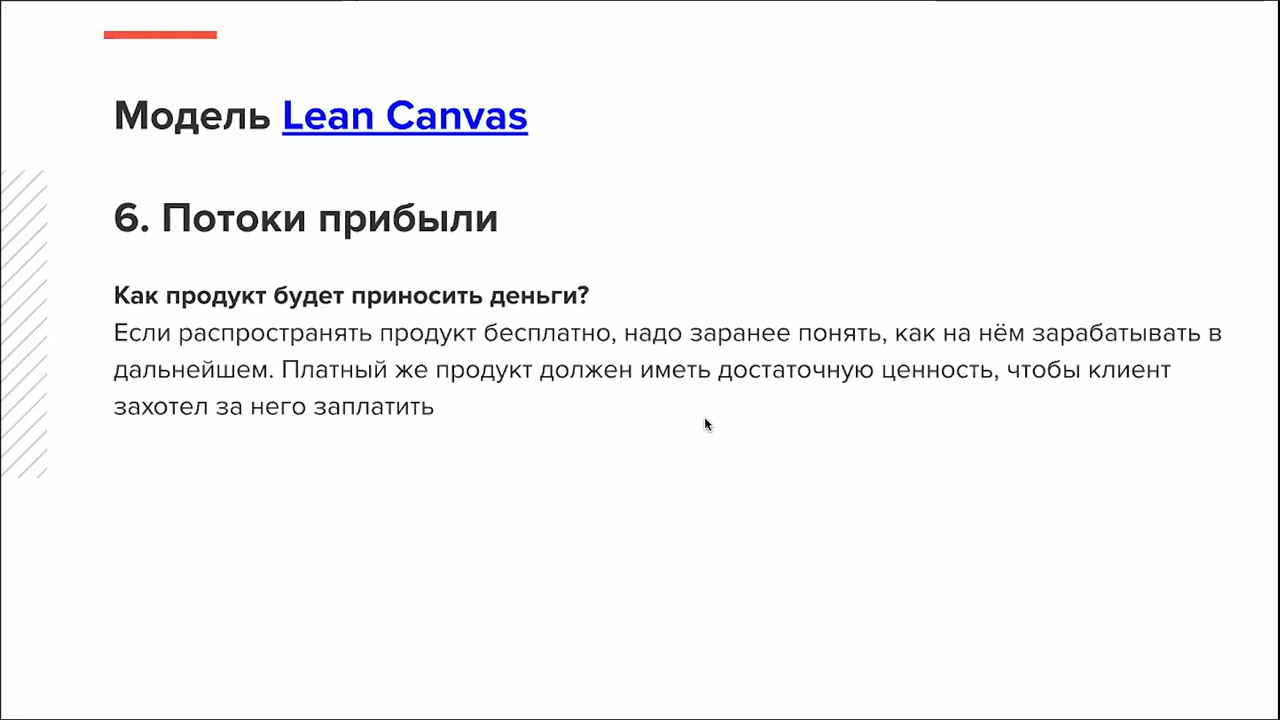 Модель Lean Canvas
6. Потоки прибыли
Как продукт будет приносить деньги?
Если распространять продукт бесплатно, надо заранее понять, как на нём зарабатывать в
дальнейшем. Платный же продукт должен иметь достаточную ценность, чтобы клиент
захотел за него заплатить